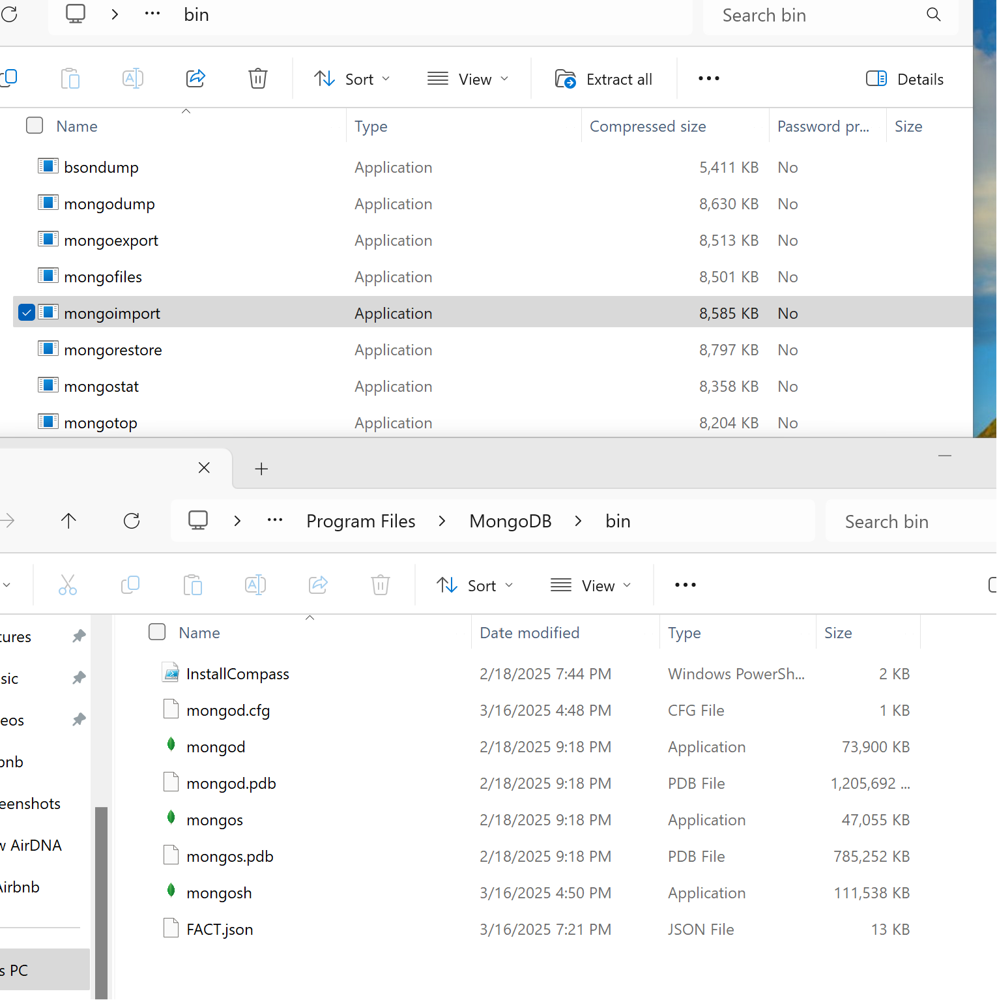 bin
Search bin
Sort
View
Extract all
Details
Name Type Compressed size Password pr... Size
bsondump Application 5,411 KB No
mongodump Application 8,630 KB No
mongoexport Application 8,513 KB No
mongofiles Application 8,501 KB No
mongoimport Application 8,585 KB No
mongorestore Application 8,797 KB No
mongostat Application 8,358 KB No
mongotop Application 8,204 KB No
Program Files > MongoDB > bin
Search bin
Sort
View
Name Date modified Type Size
tures
sic
eos
bnb
eenshots
w AirDNA
Airbnb
s PC
InstallCompass 2/18/2025 7:44 PM Windows PowerSh... 2 KB
mongod.cfg 3/16/2025 4:48 PM CFG File 1 KB
mongod 2/18/2025 9:18 PM Application 73,900 KB
mongod.pdb 2/18/2025 9:18 PM PDB File 1,205,692 ...
mongos 2/18/2025 9:18 PM Application 47,055 KB
mongos.pdb 2/18/2025 9:18 PM PDB File 785,252 KB
mongosh 3/16/2025 4:50 PM Application 111,538 KB
FACT.json 3/16/2025 7:21 PM JSON File 13 KB